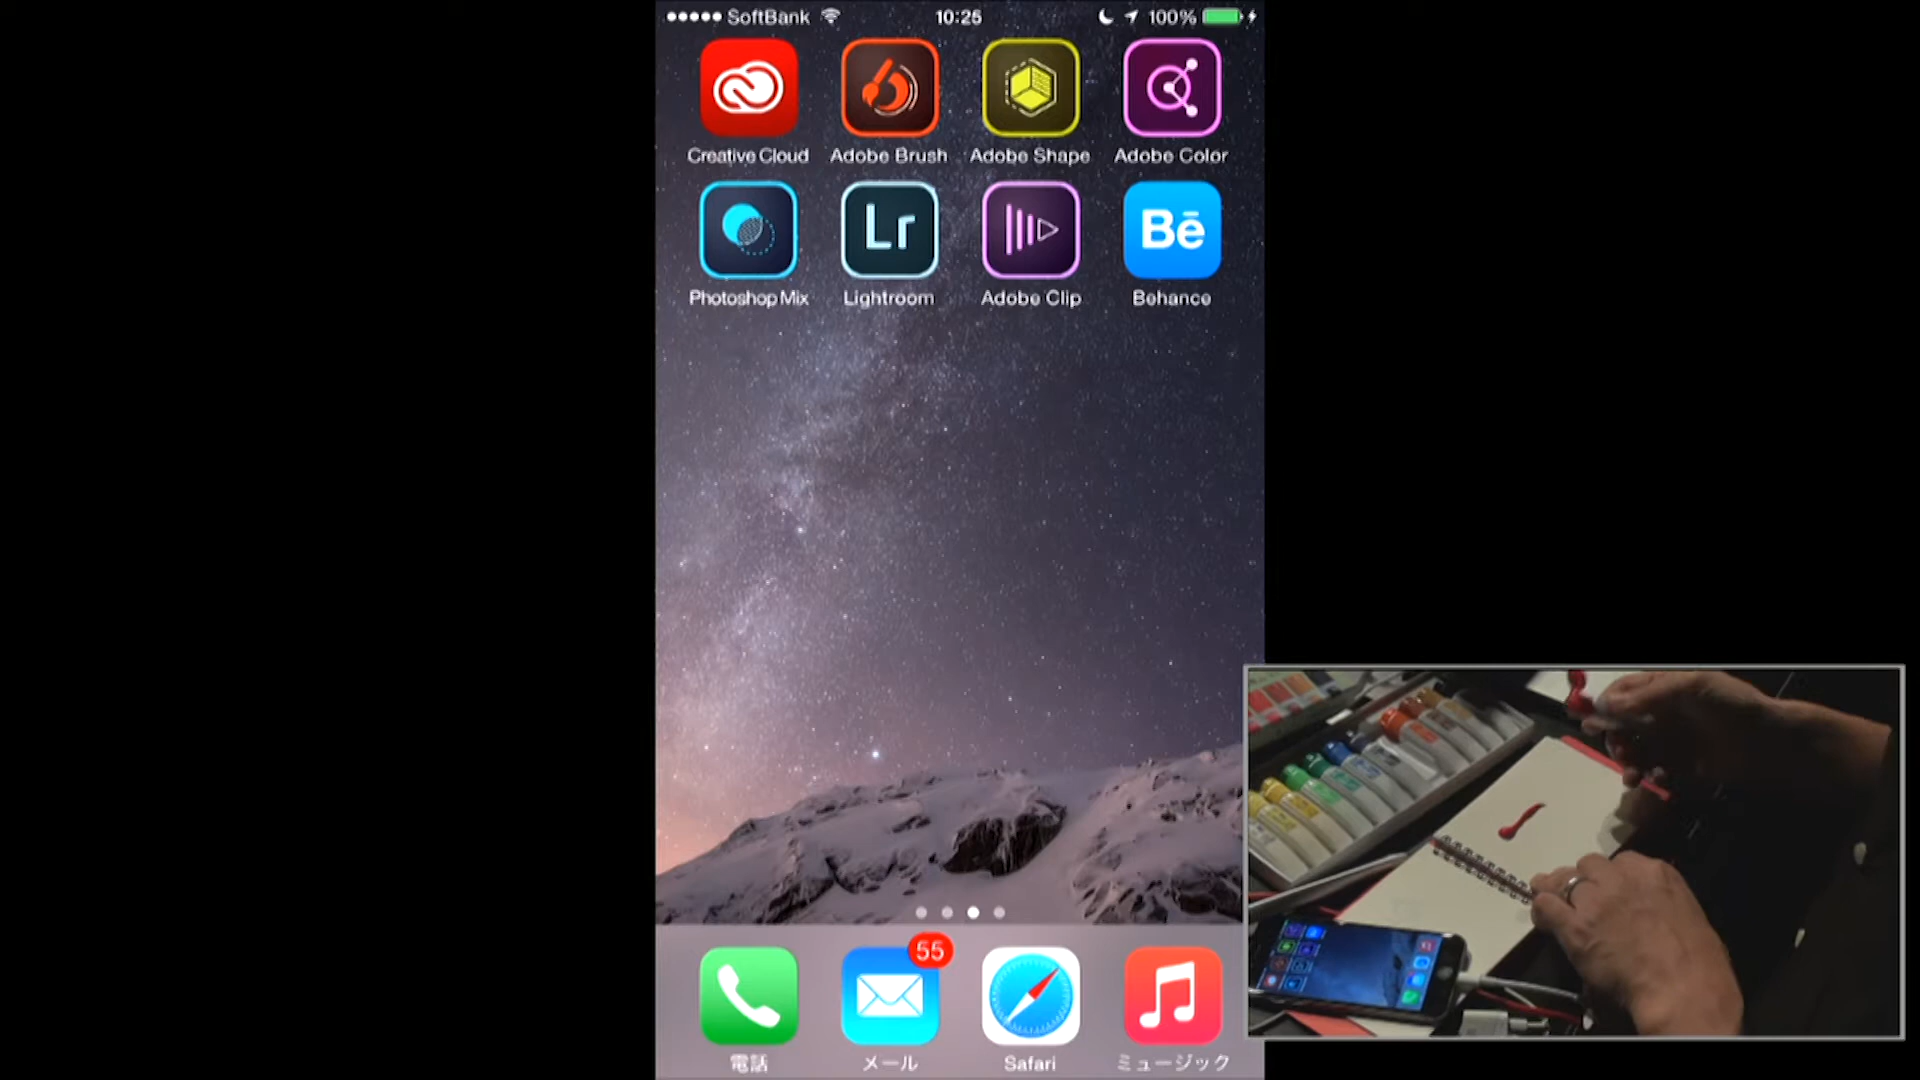 SoftBank 10:25 100%
Creative Cloud Adobe Brush Adobe Shape Adobe Color
Lr Bē
Photoshop Mix Lightroom Adobe Clip Behance
55
電話 メール Safari ミュージック